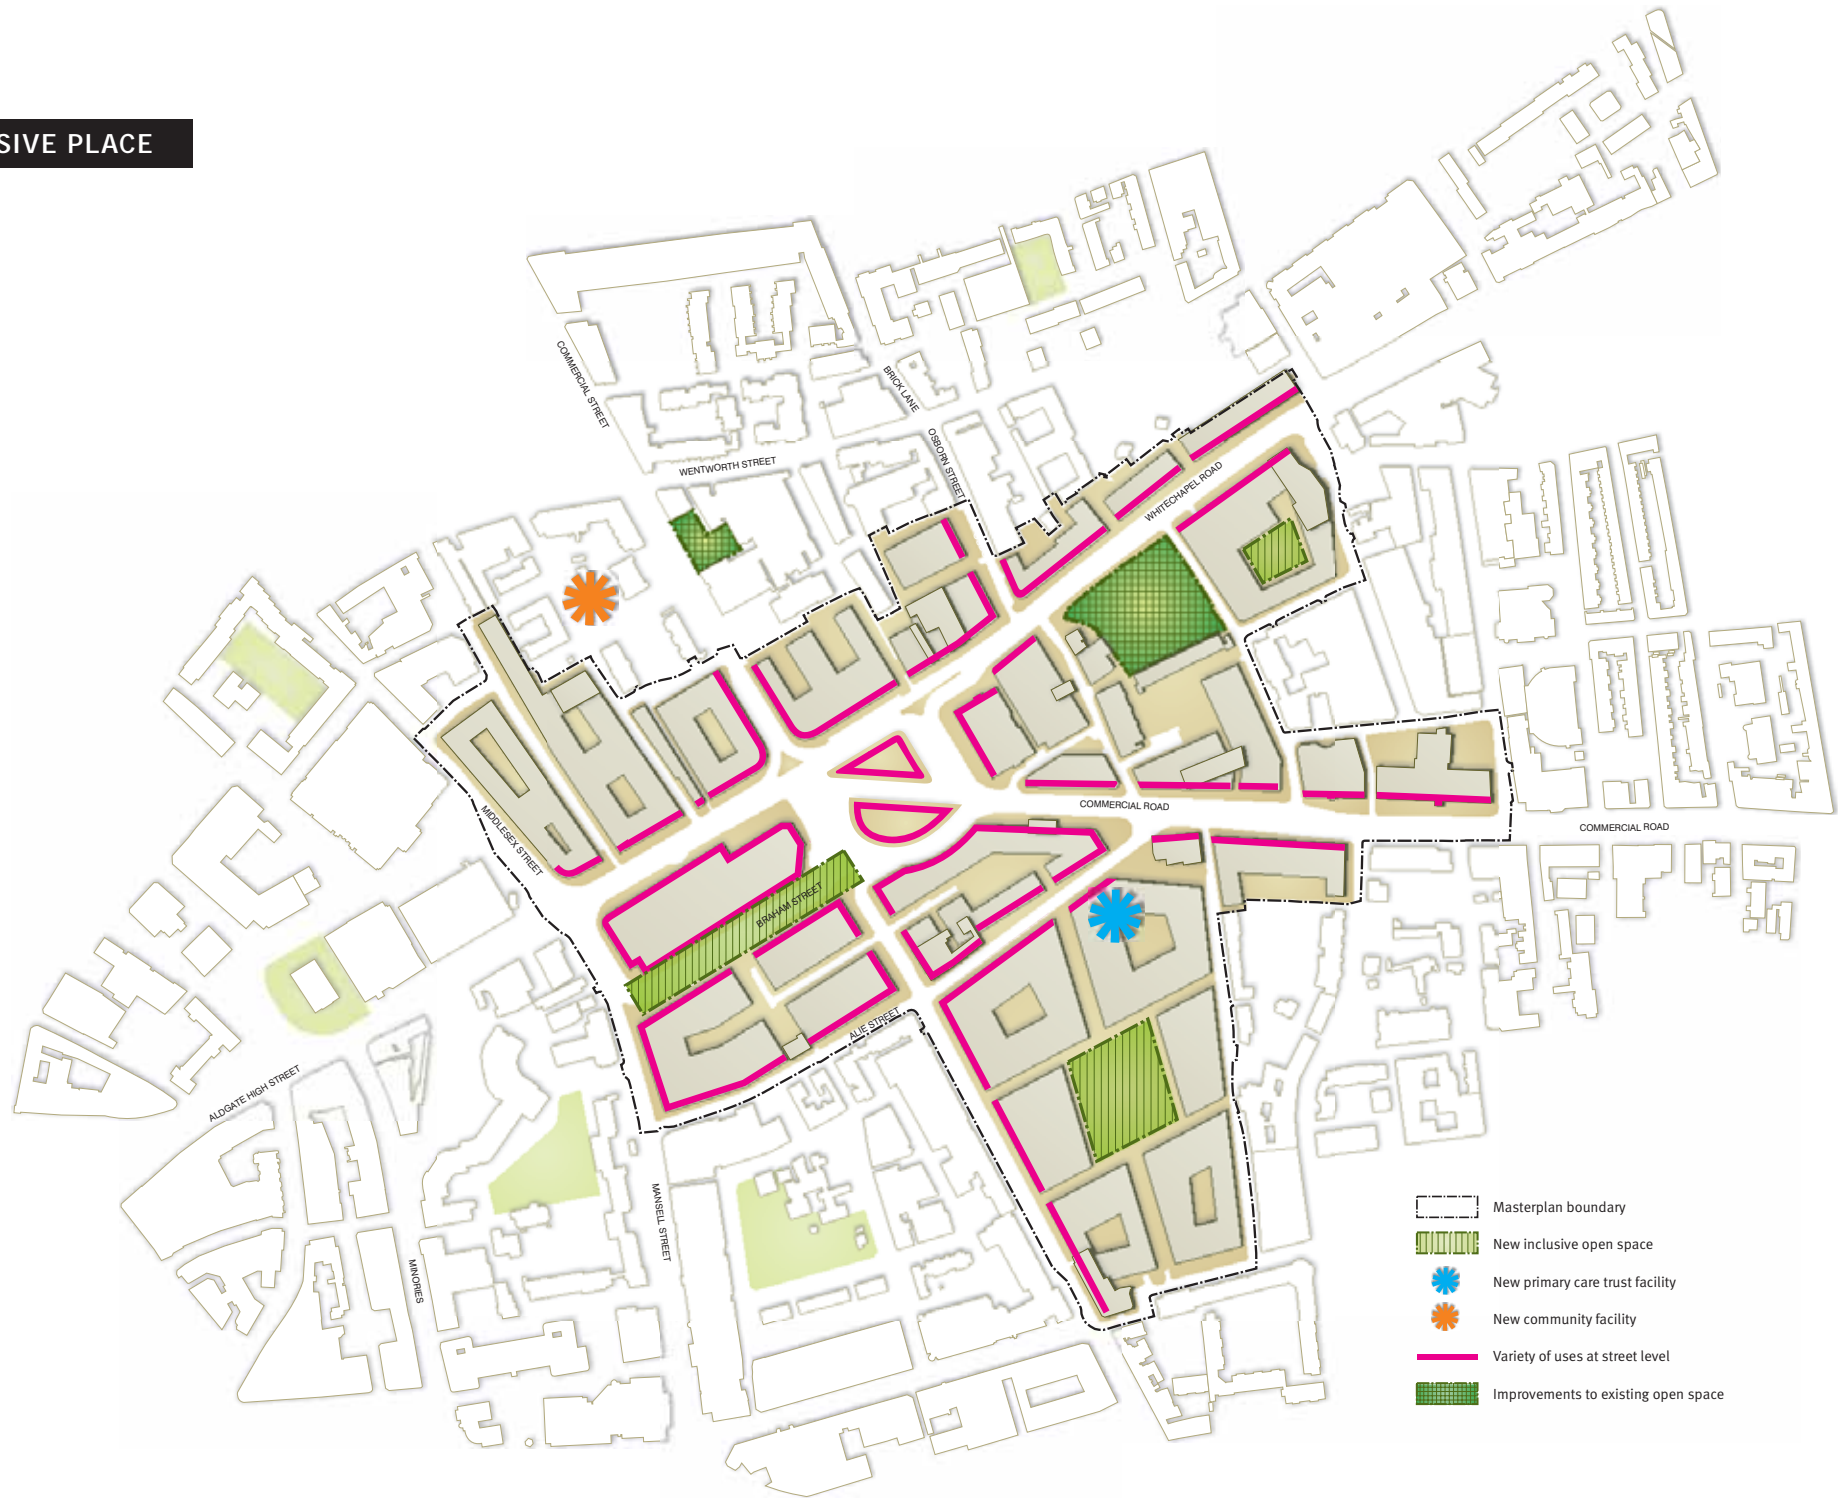 SIVE PLACE
COMMERCIAL STREET
BRICK LANE
OSBORN STREET
WENTWORTH STREET
WHITECHAPEL ROAD
MIDDLESEX STREET
COMMERCIAL ROAD
COMMERCIAL ROAD
BRAHAM STREET
ALIE STREET
ALDGATE HIGH STREET
MANSELL STREET
MINORIES
Masterplan boundary
New inclusive open space
New primary care trust facility
New community facility
Variety of uses at street level
Improvements to existing open space